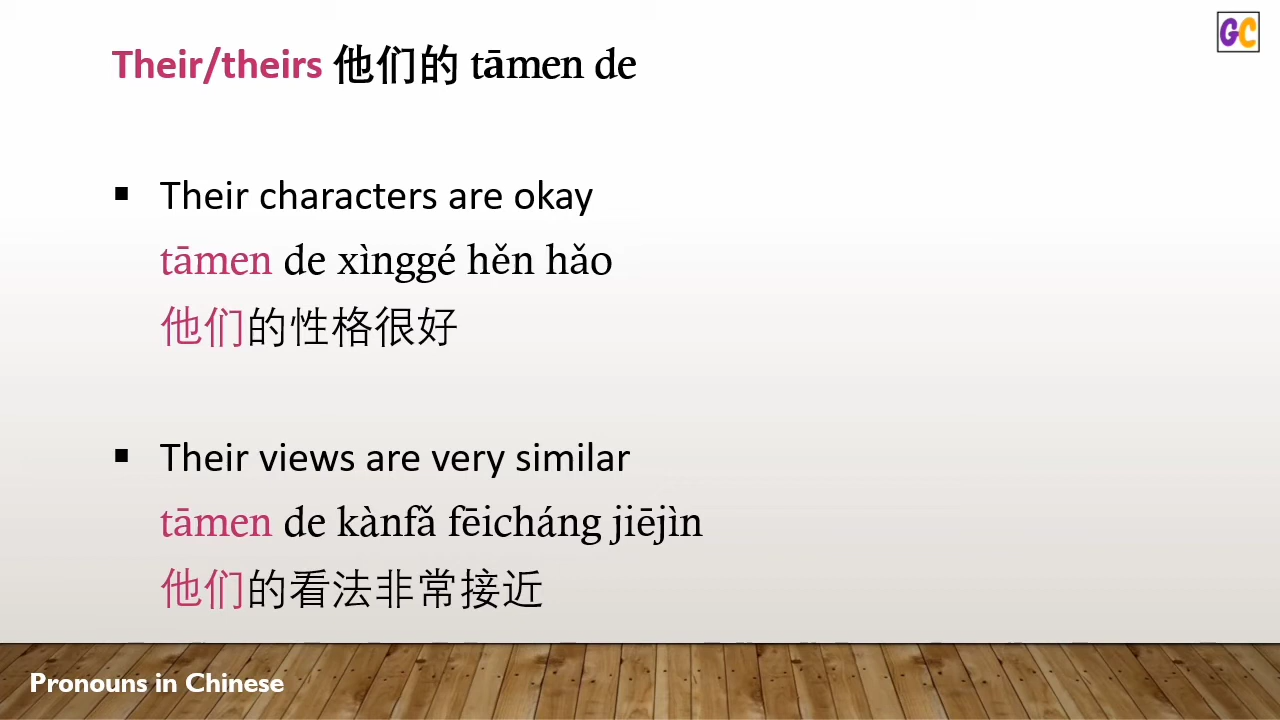 GC
Their/theirs 他们的 tāmen de
▪ Their characters are okay
tāmen de xìnggé hěn hǎo
他们的性格很好
▪ Their views are very similar
tāmen de kànfǎ fēicháng jiējìn
他们的看法非常接近
Pronouns in Chinese